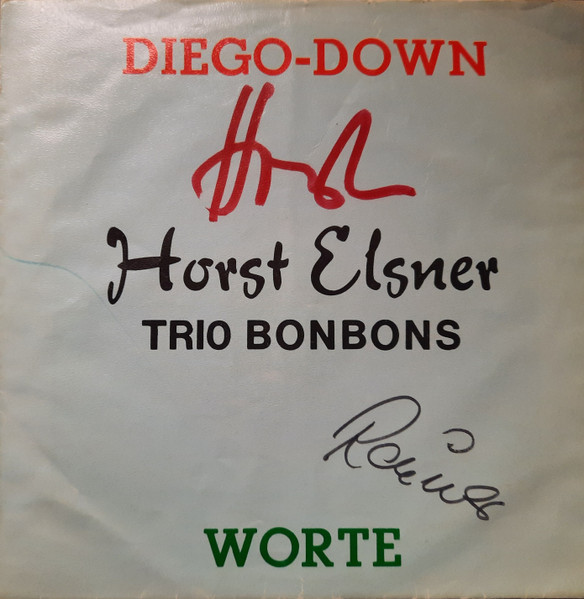 DIEGO-DOWN
Horst Elsner
TRIO BONBONS
WORTE